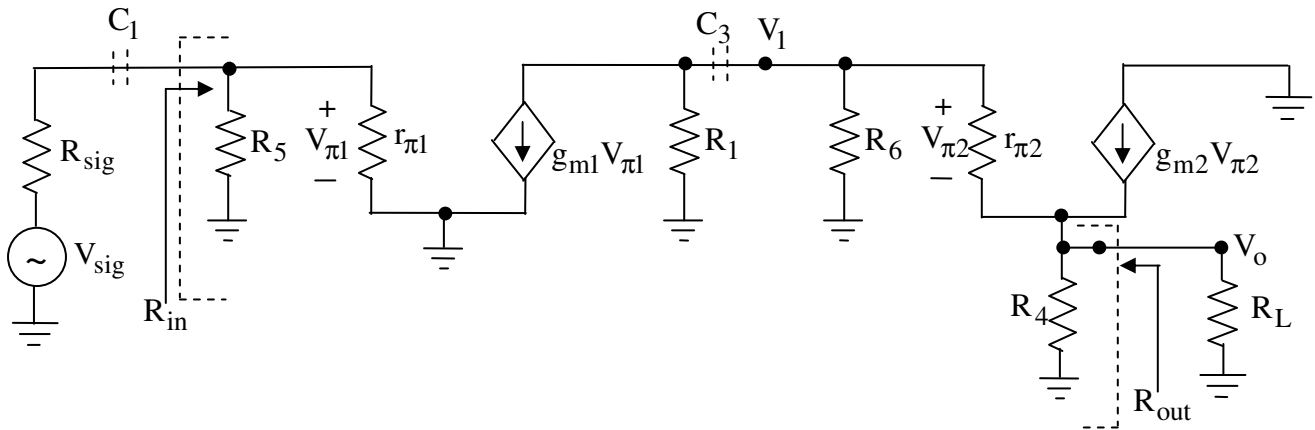 C1
C3
V1
Rsig
Vsig
~
Rin
R5
+
Vπ1
−
rπ1
gm1Vπ1
R1
R6
+
Vπ2
−
rπ2
gm2Vπ2
Vo
R4
RL
Rout